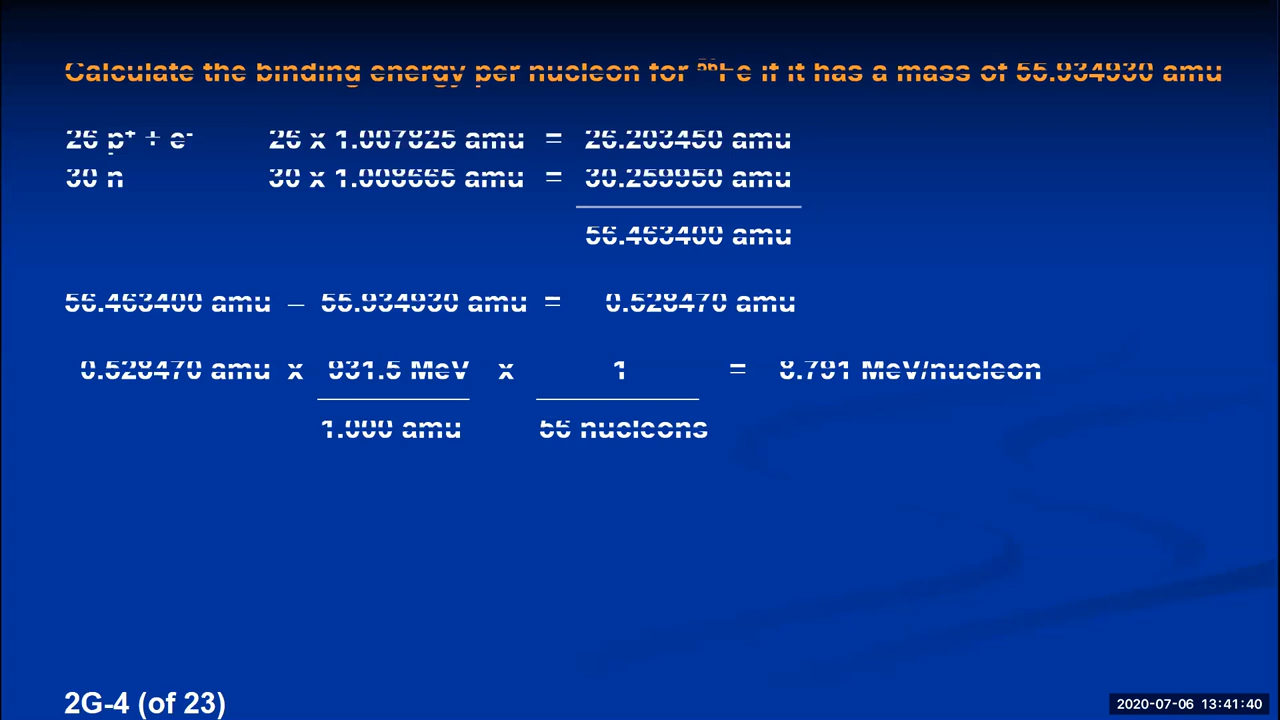 Calculate the binding energy per nucleon for ⁵⁶Fe if it has a mass of 55.934930 amu
26 p⁺ + e⁻ 26 x 1.007825 amu = 26.203450 amu
30 n 30 x 1.008665 amu = 30.259950 amu
56.463400 amu
56.463400 amu – 55.934930 amu = 0.528470 amu
0.528470 amu x 931.5 MeV x 1 = 8.791 MeV/nucleon
1.000 amu 56 nucleons
2G-4 (of 23)
2020-07-06 13:41:40